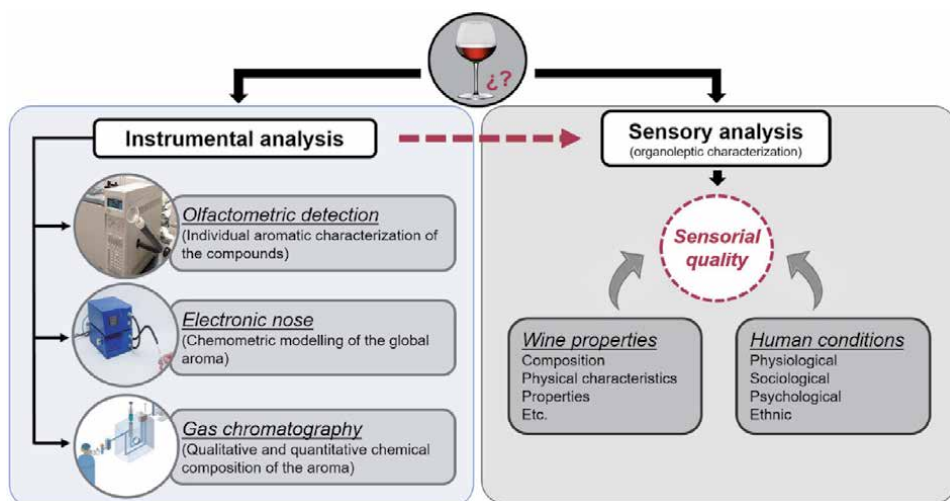 ¿?
Instrumental analysis
Olfactometric detection
(Individual aromatic characterization of
the compounds)
Electronic nose
(Chemometric modelling of the global
aroma)
Gas chromatography
(Qualitative and quantitative chemical
composition of the aroma)
Sensory analysis
(organoleptic characterization)
Sensorial
quality
Wine properties
Composition
Physical characteristics
Properties
Etc.
Human conditions
Physiological
Sociological
Psychological
Ethnic